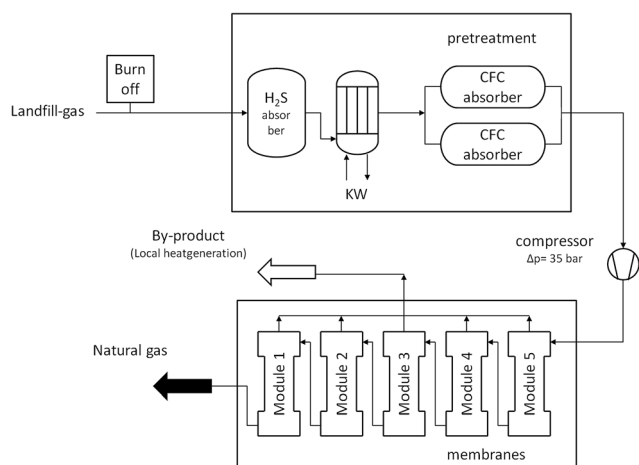 pretreatment
Burn
off
CFC
absorber
Landfill-gas
H₂S
absor
ber
CFC
absorber
KW
By-product
(Local heatgeneration)
compressor
Δp= 35 bar
Natural gas
Module 1
Module 2
Module 3
Module 4
Module 5
membranes